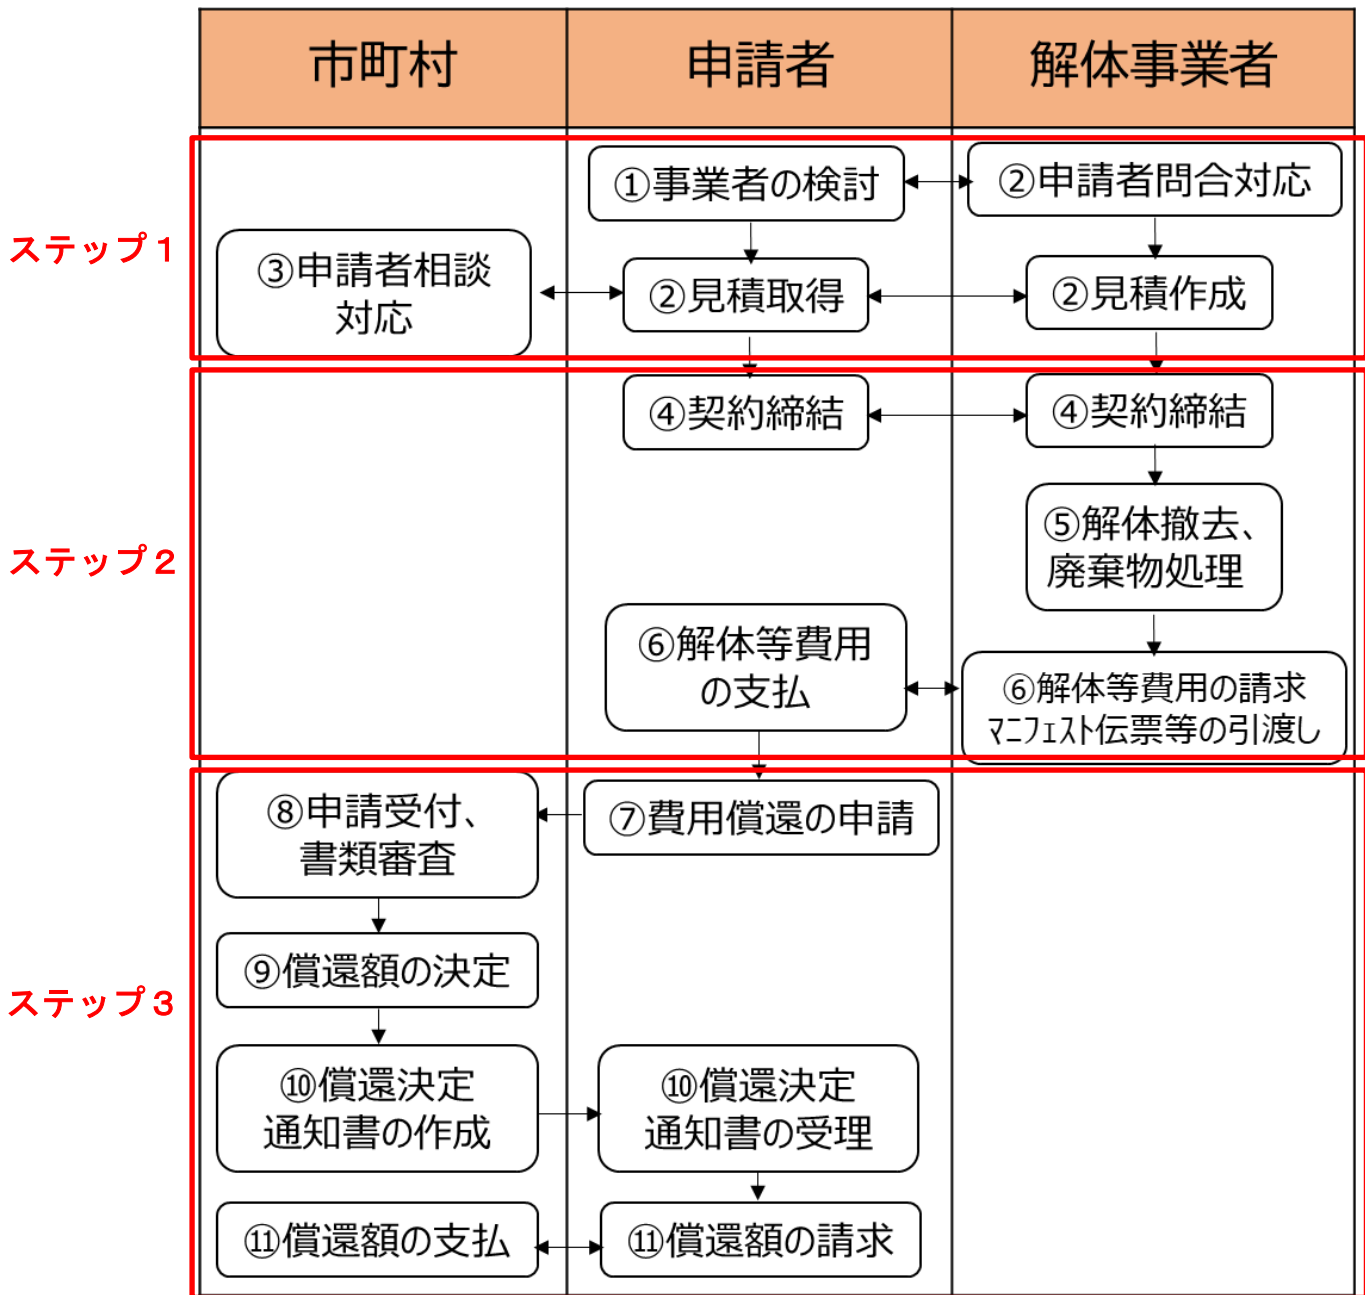 市町村
申請者
解体事業者
ステップ1
①事業者の検討
②申請者問合対応
③申請者相談
対応
②見積取得
②見積作成
ステップ2
④契約締結
④契約締結
⑤解体撤去、
廃棄物処理
⑥解体等費用
の支払
⑥解体等費用の請求
ﾏﾆﾌｪｽﾄ伝票等の引渡し
ステップ3
⑧申請受付、
書類審査
⑦費用償還の申請
⑨償還額の決定
⑩償還決定
通知書の作成
⑩償還決定
通知書の受理
⑪償還額の支払
⑪償還額の請求